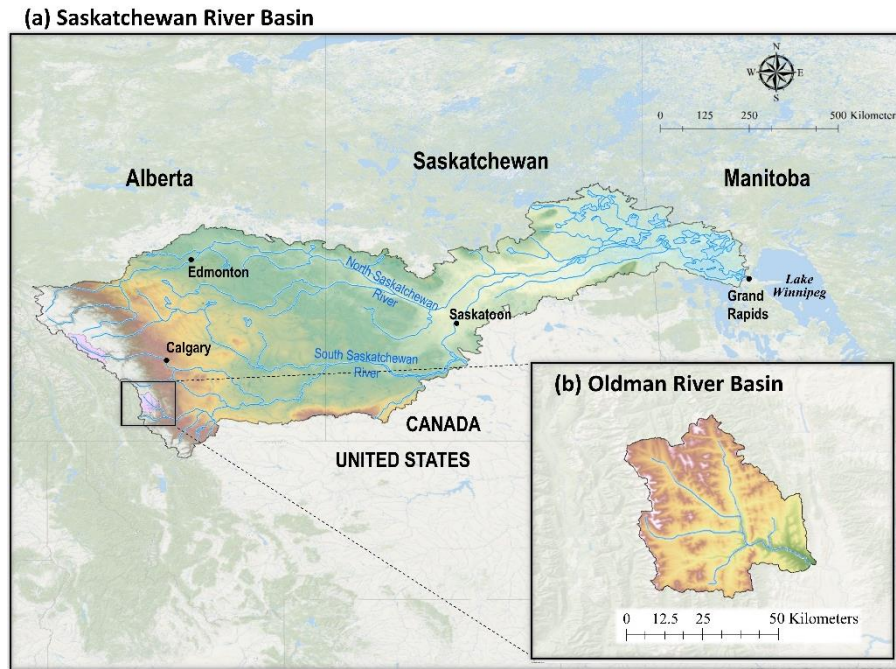 (a) Saskatchewan River Basin
N
W E
S
0 125 250 500 Kilometers
Alberta
Saskatchewan
Manitoba
Edmonton
North Saskatchewan
River
Saskatoon
Grand
Rapids
Lake
Winnipeg
Calgary
South Saskatchewan
River
CANADA
UNITED STATES
(b) Oldman River Basin
0 12.5 25 50 Kilometers